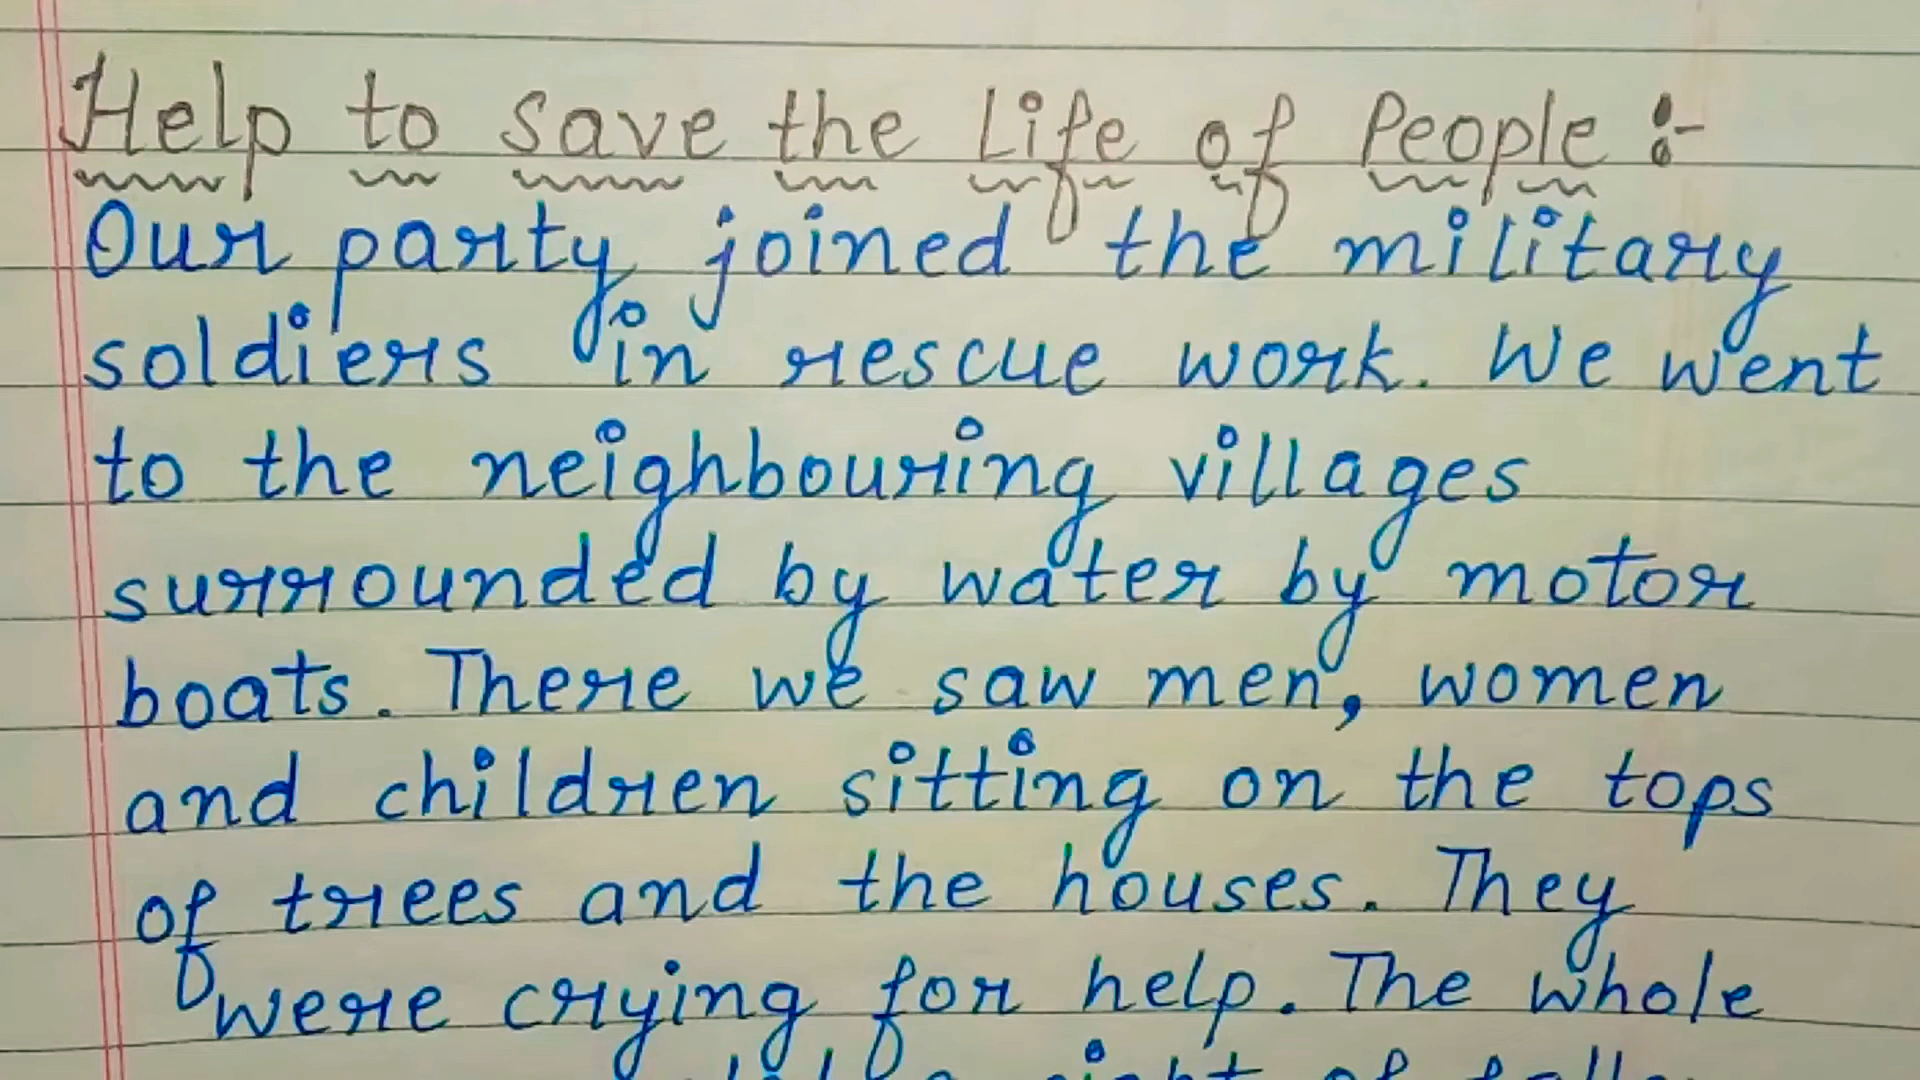 Help to save the Life of People :-
Our party joined the military
soldiers in rescue work. We went
to the neighbouring villages
surrounded by water by motor
boats. There we saw men, women
and children sitting on the tops
of trees and the houses. They
were crying for help. The whole